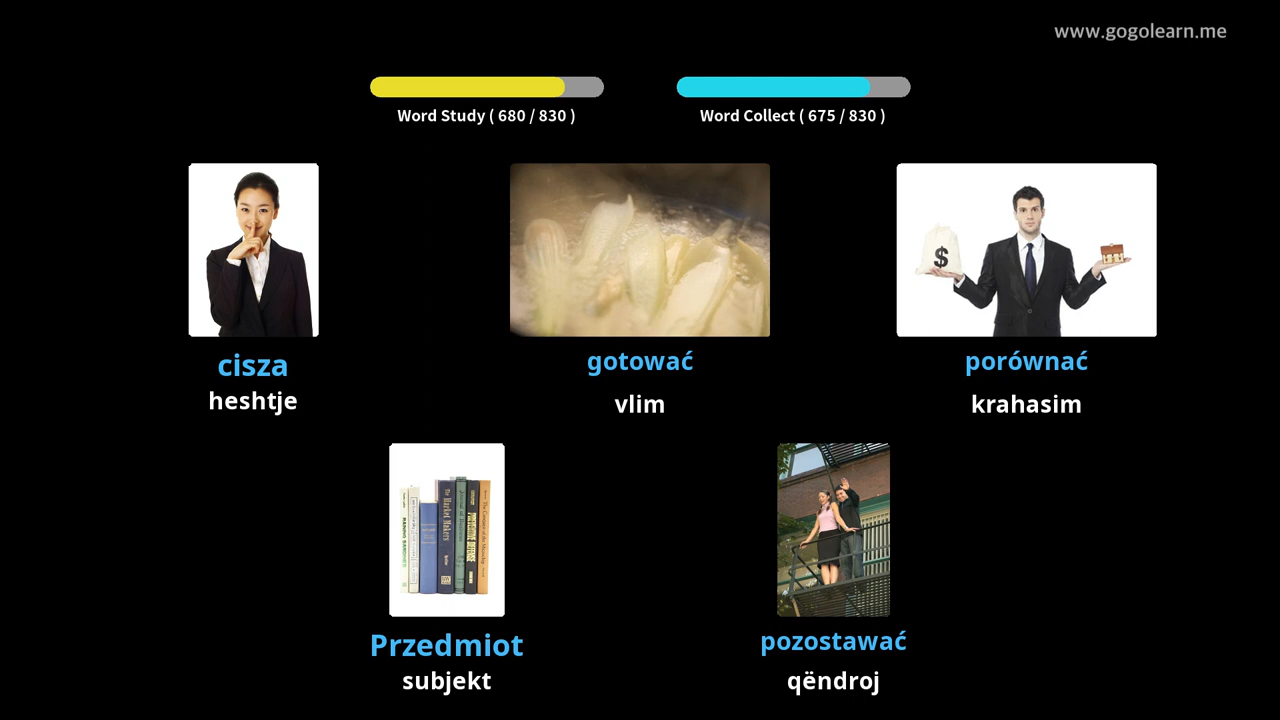 www.gogolearn.me
Word Study ( 680 / 830 )
Word Collect ( 675 / 830 )
$
cisza
heshtje
gotować
vlim
porównać
krahasim
Przedmiot
subjekt
pozostawać
qëndroj